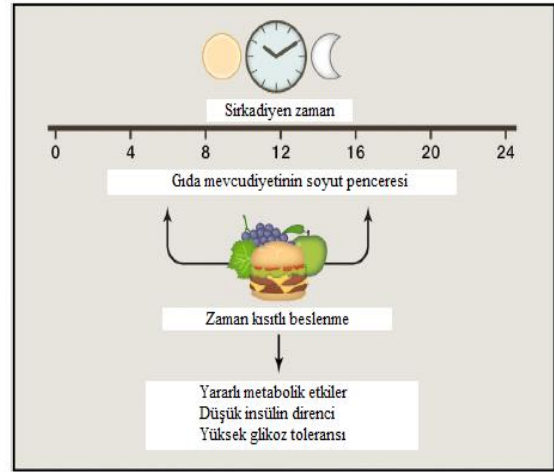 Sirkadiyen zaman
0 4 8 12 16 20 24
Gıda mevcudiyetinin soyut penceresi
Zaman kısıtlı beslenme
Yararlı metabolik etkiler
Düşük insülin direnci
Yüksek glikoz toleransı